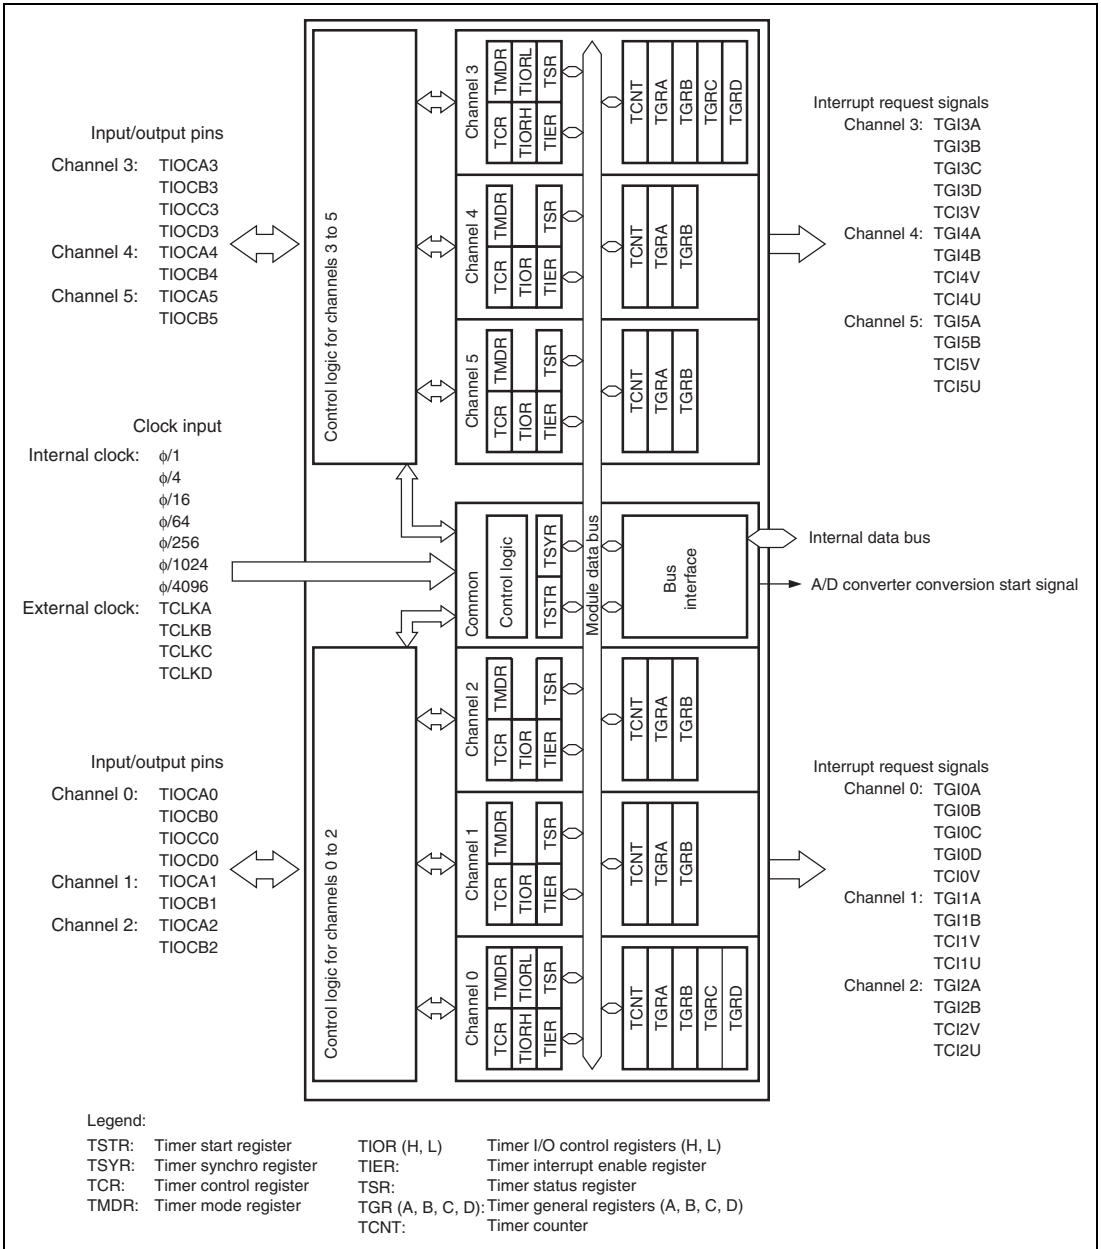 Input/output pins
Channel 3: TIOCA3
TIOCB3
TIOCC3
TIOCD3
Channel 4: TIOCA4
TIOCB4
Channel 5: TIOCA5
TIOCB5
Clock input
Internal clock: ϕ/1
ϕ/4
ϕ/16
ϕ/64
ϕ/256
ϕ/1024
ϕ/4096
External clock: TCLKA
TCLKB
TCLKC
TCLKD
Input/output pins
Channel 0: TIOCA0
TIOCB0
TIOCC0
TIOCD0
Channel 1: TIOCA1
TIOCB1
Channel 2: TIOCA2
TIOCB2
Control logic for channels 3 to 5
Control logic for channels 0 to 2
Channel 3
TMDR TIORL TSR
TCR TIORH TIER
TCNT TGRA TGRB TGRC TGRD
Channel 4
TMDR TSR
TCR TIOR TIER
TCNT TGRA TGRB
Channel 5
TMDR TSR
TCR TIOR TIER
TCNT TGRA TGRB
Common
Control logic
TSTR TSYR
Module data bus
Bus
interface
Channel 2
TMDR TSR
TCR TIOR TIER
TCNT TGRA TGRB
Channel 1
TMDR TSR
TCR TIOR TIER
TCNT TGRA TGRB
Channel 0
TMDR TIORL TSR
TCR TIORH TIER
TCNT TGRA TGRB TGRC TGRD
Interrupt request signals
Channel 3: TGI3A
TGI3B
TGI3C
TGI3D
TCI3V
Channel 4: TGI4A
TGI4B
TCI4V
TCI4U
Channel 5: TGI5A
TGI5B
TCI5V
TCI5U
Internal data bus
A/D converter conversion start signal
Interrupt request signals
Channel 0: TGI0A
TGI0B
TGI0C
TGI0D
TCI0V
Channel 1: TGI1A
TGI1B
TCI1V
TCI1U
Channel 2: TGI2A
TGI2B
TCI2V
TCI2U
Legend:
TSTR: Timer start register
TSYR: Timer synchro register
TCR: Timer control register
TMDR: Timer mode register
TIOR (H, L) Timer I/O control registers (H, L)
TIER: Timer interrupt enable register
TSR: Timer status register
TGR (A, B, C, D): Timer general registers (A, B, C, D)
TCNT: Timer counter